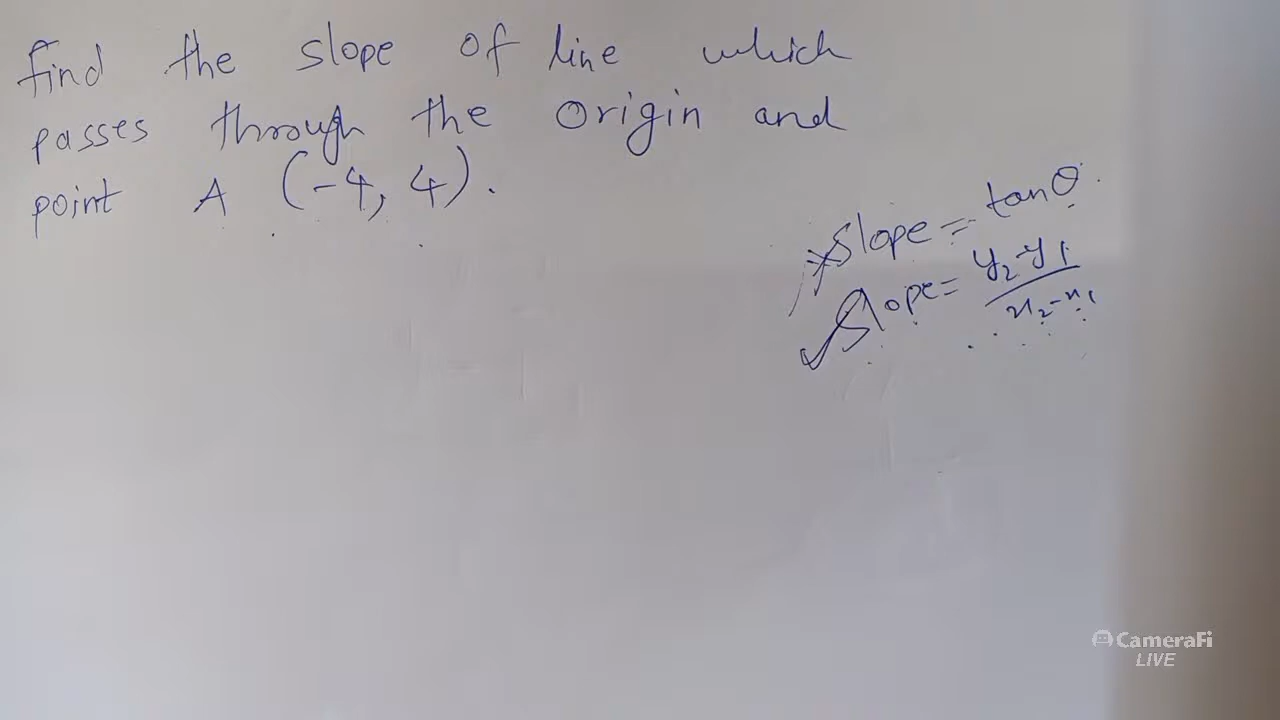 find the slope of line which
passes through the origin and
point A (-4, 4).
slope = tanθ.
Slope = y₂-y₁/x₂-x₁
CameraFi
LIVE